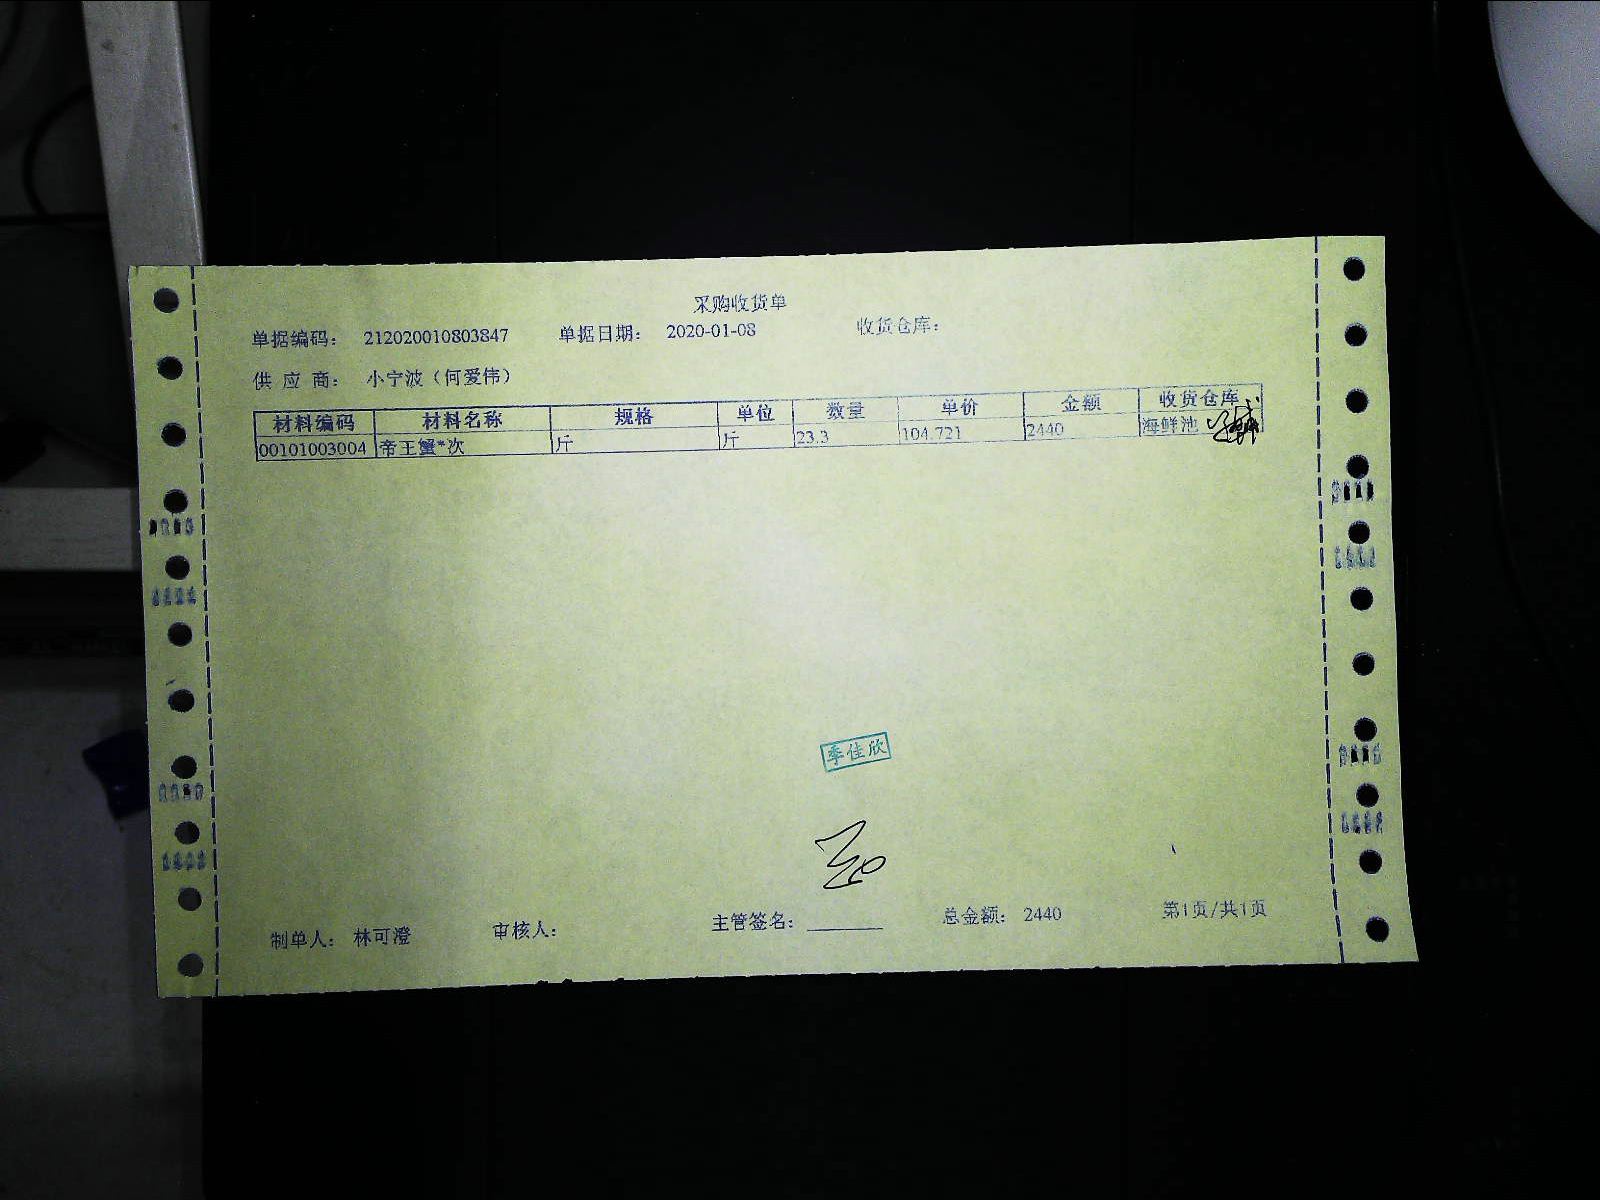 采购收货单
单据编码： 212020010803847 单据日期： 2020-01-08 收货仓库：
供 应 商： 小宁波（何爱伟）
材料编码 材料名称 规格 单位 数量 单价 金额 收货仓库
00101003004 帝王蟹*次 斤 斤 23.3 104.721 2440 海鲜池
季佳欣
制单人： 林可澄 审核人： 主管签名： 总金额： 2440 第1页/共1页